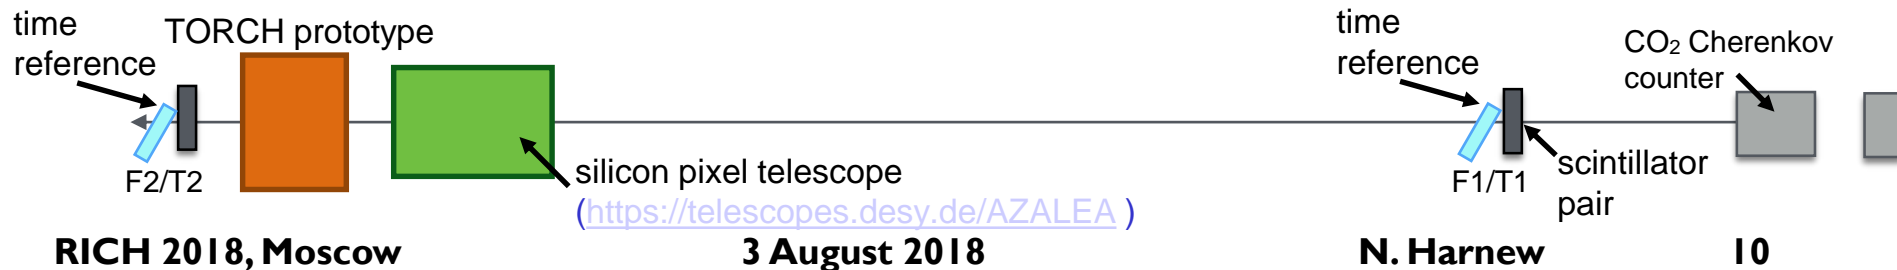 time
reference
TORCH prototype
time
reference
CO₂ Cherenkov
counter
F2/T2
silicon pixel telescope
(https://telescopes.desy.de/AZALEA )
F1/T1
scintillator
pair
RICH 2018, Moscow 3 August 2018 N. Harnew 10